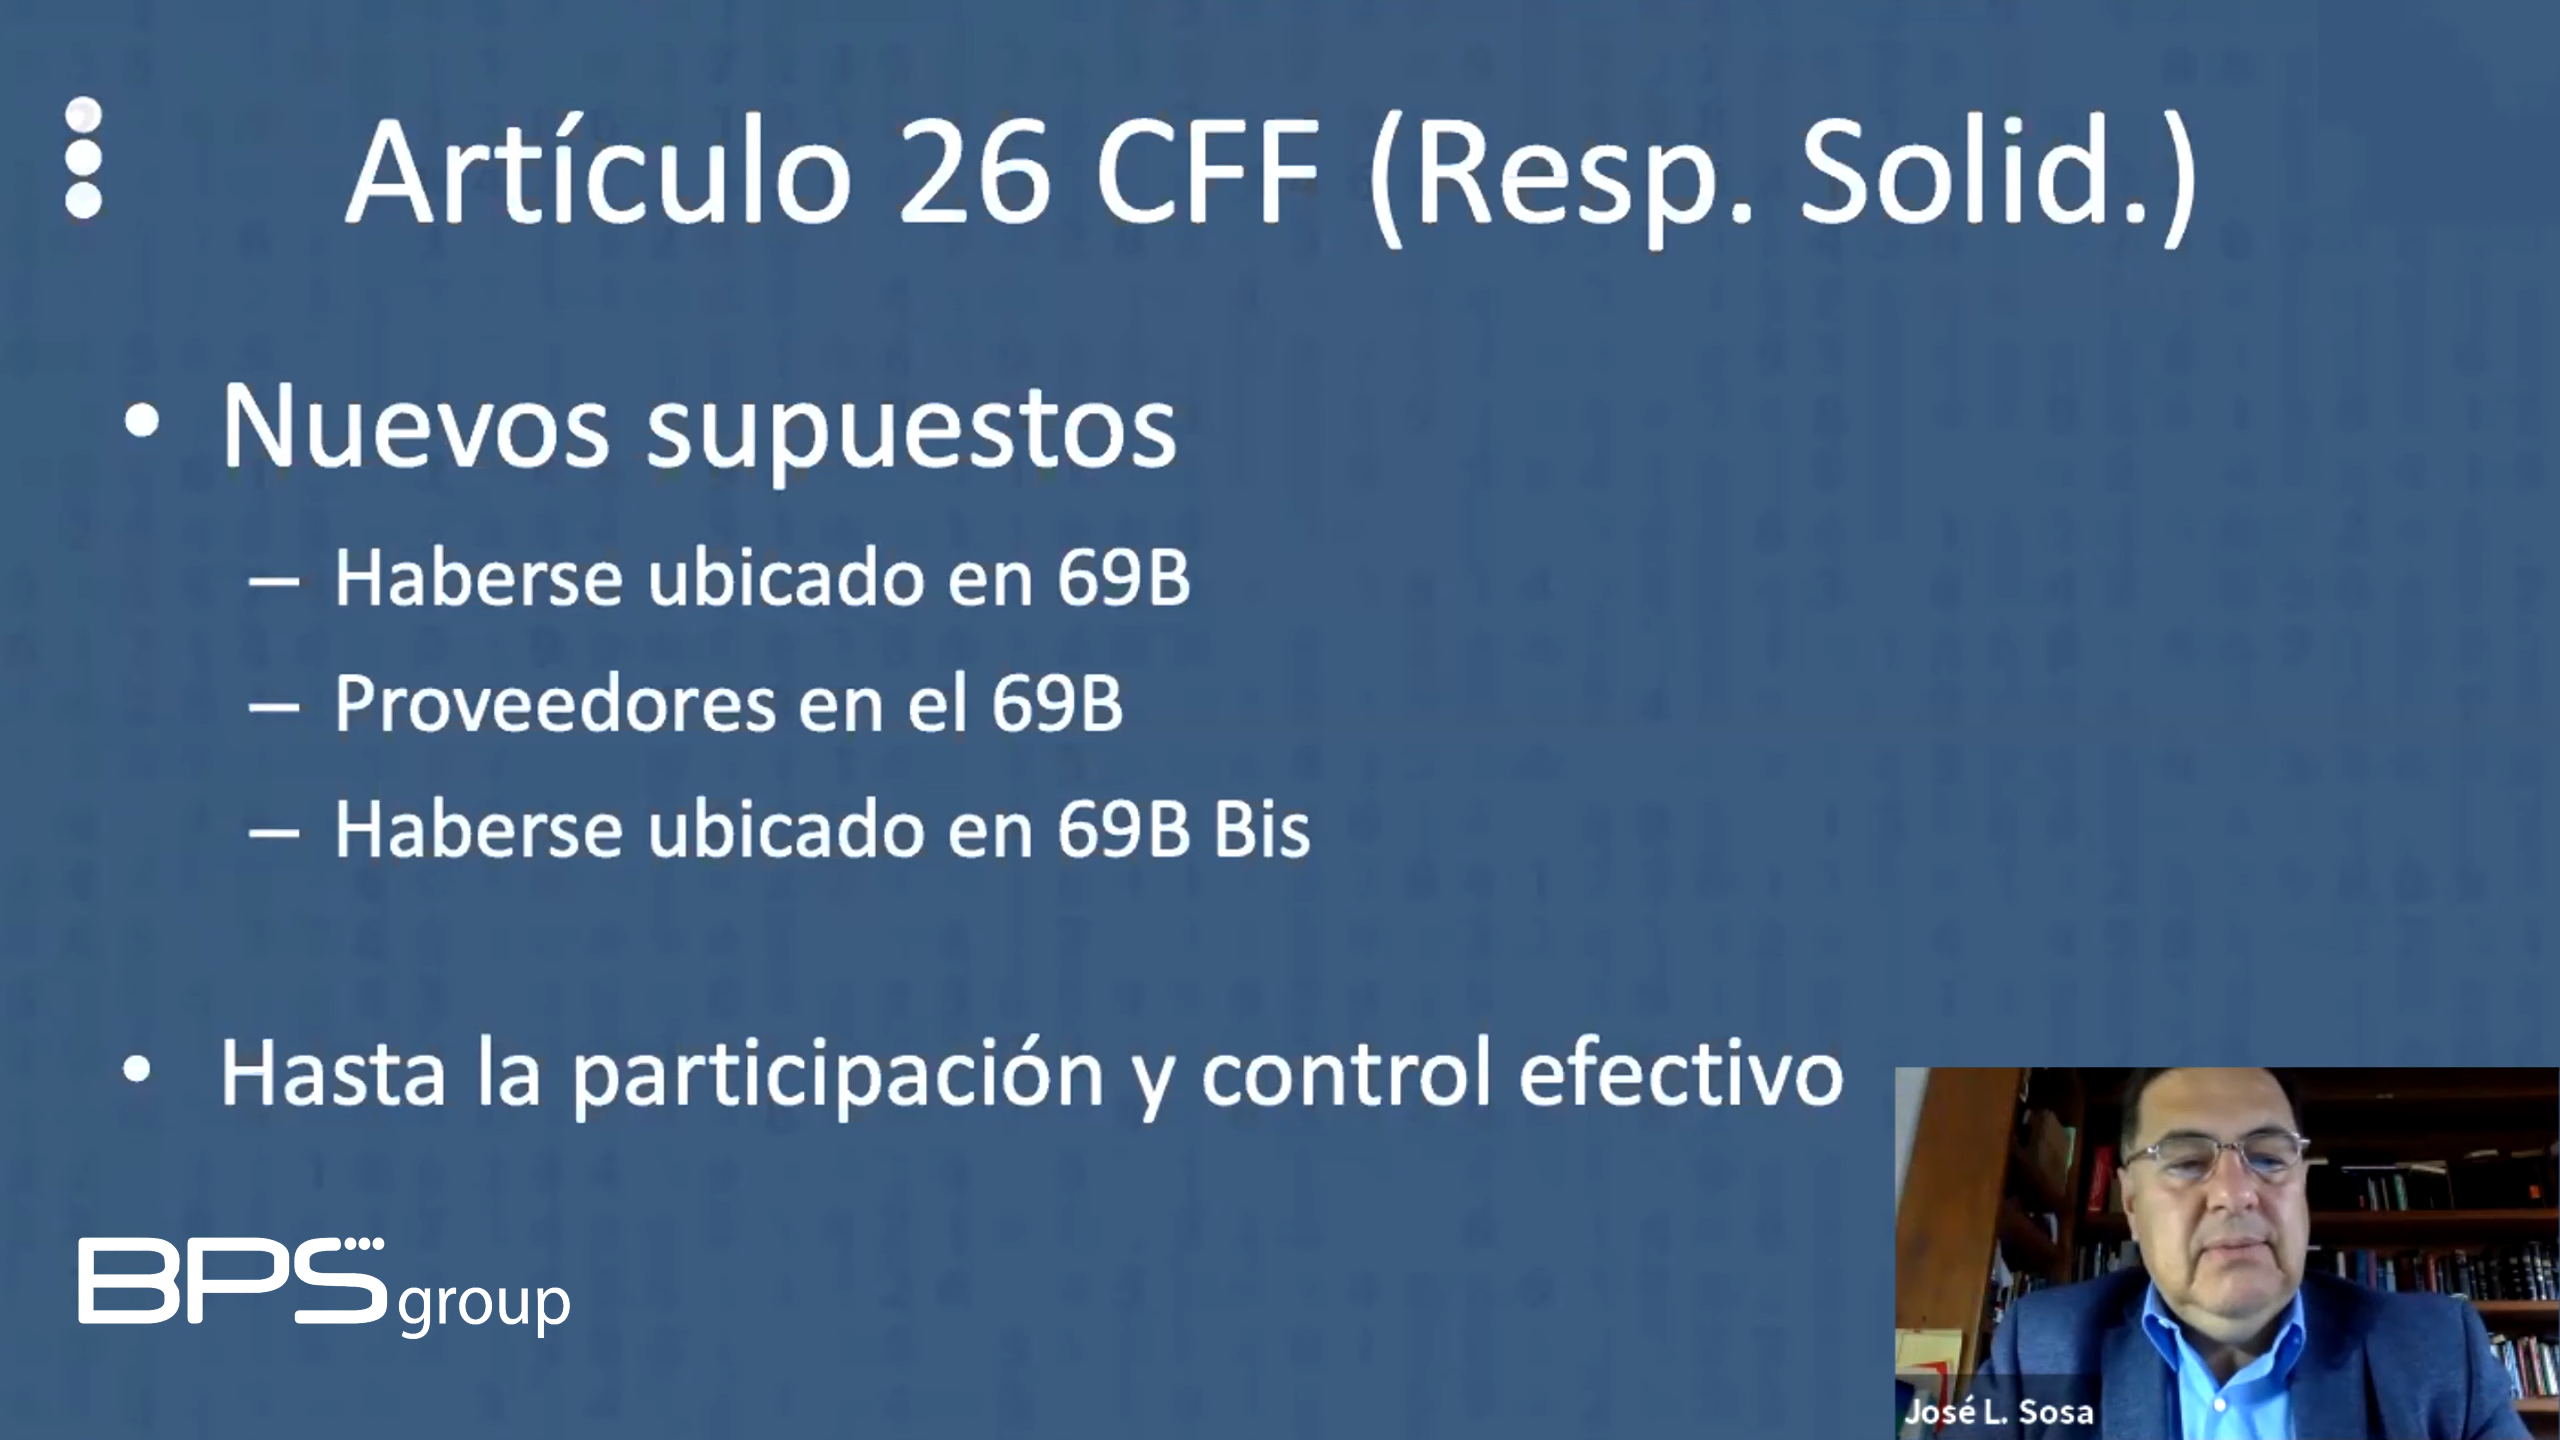 Artículo 26 CFF (Resp. Solid.)
• Nuevos supuestos
– Haberse ubicado en 69B
– Proveedores en el 69B
– Haberse ubicado en 69B Bis
• Hasta la participación y control efectivo
BPS group
José L. Sosa